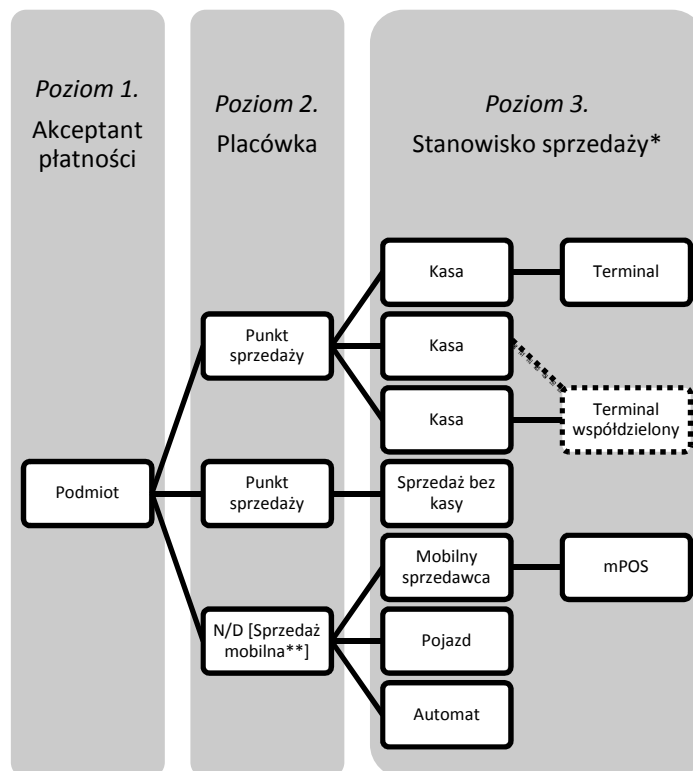 Poziom 1.
Akceptant
płatności
Poziom 2.
Placówka
Poziom 3.
Stanowisko sprzedaży*
Kasa
Terminal
Punkt
sprzedaży
Kasa
Kasa
Terminal
współdzielony
Podmiot
Punkt
sprzedaży
Sprzedaż bez
kasy
Mobilny
sprzedawca
mPOS
N/D [Sprzedaż
mobilna**]
Pojazd
Automat